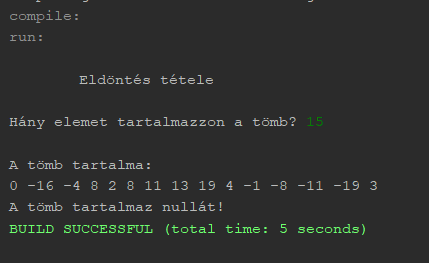 compile:
run:
Eldöntés tétele
Hány elemet tartalmazzon a tömb? 15
A tömb tartalma:
0 -16 -4 8 2 8 11 13 19 4 -1 -8 -11 -19 3
A tömb tartalmaz nullát!
BUILD SUCCESSFUL (total time: 5 seconds)